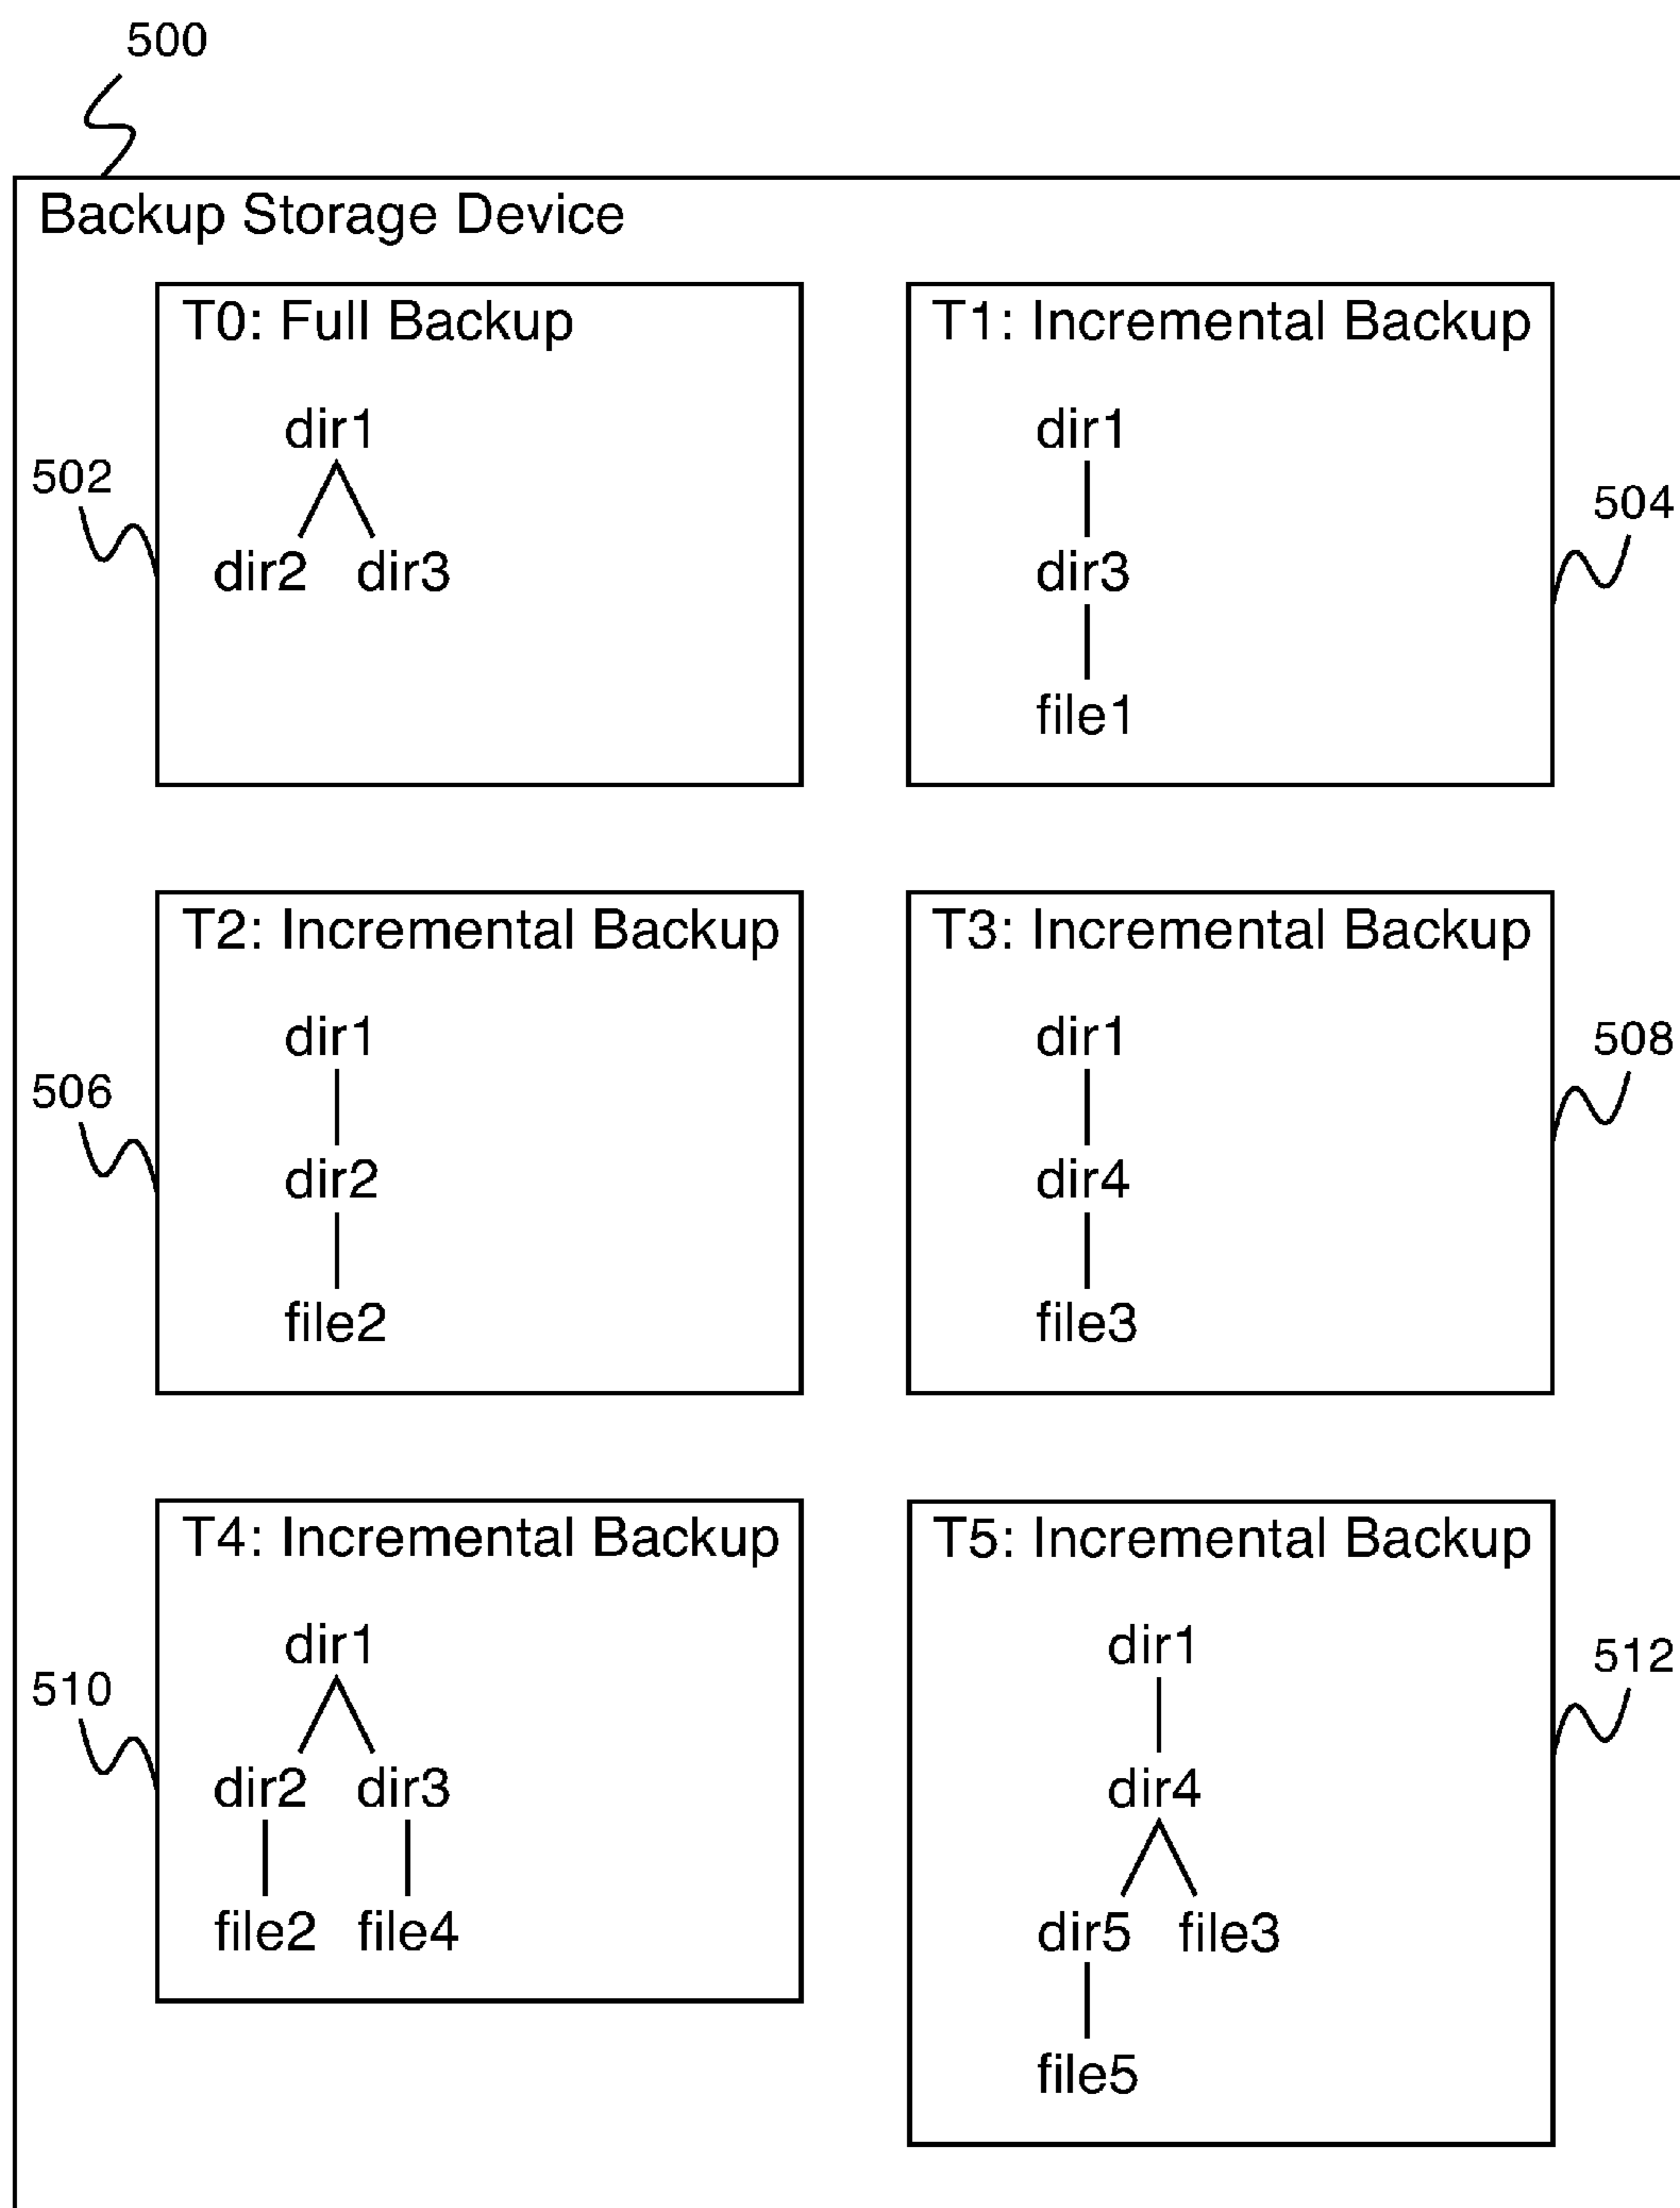 500
Backup Storage Device
T0: Full Backup
dir1
dir2 dir3
502
T1: Incremental Backup
dir1
dir3
file1
504
T2: Incremental Backup
dir1
dir2
file2
506
T3: Incremental Backup
dir1
dir4
file3
508
T4: Incremental Backup
dir1
dir2 dir3
file2 file4
510
T5: Incremental Backup
dir1
dir4
dir5 file3
file5
512